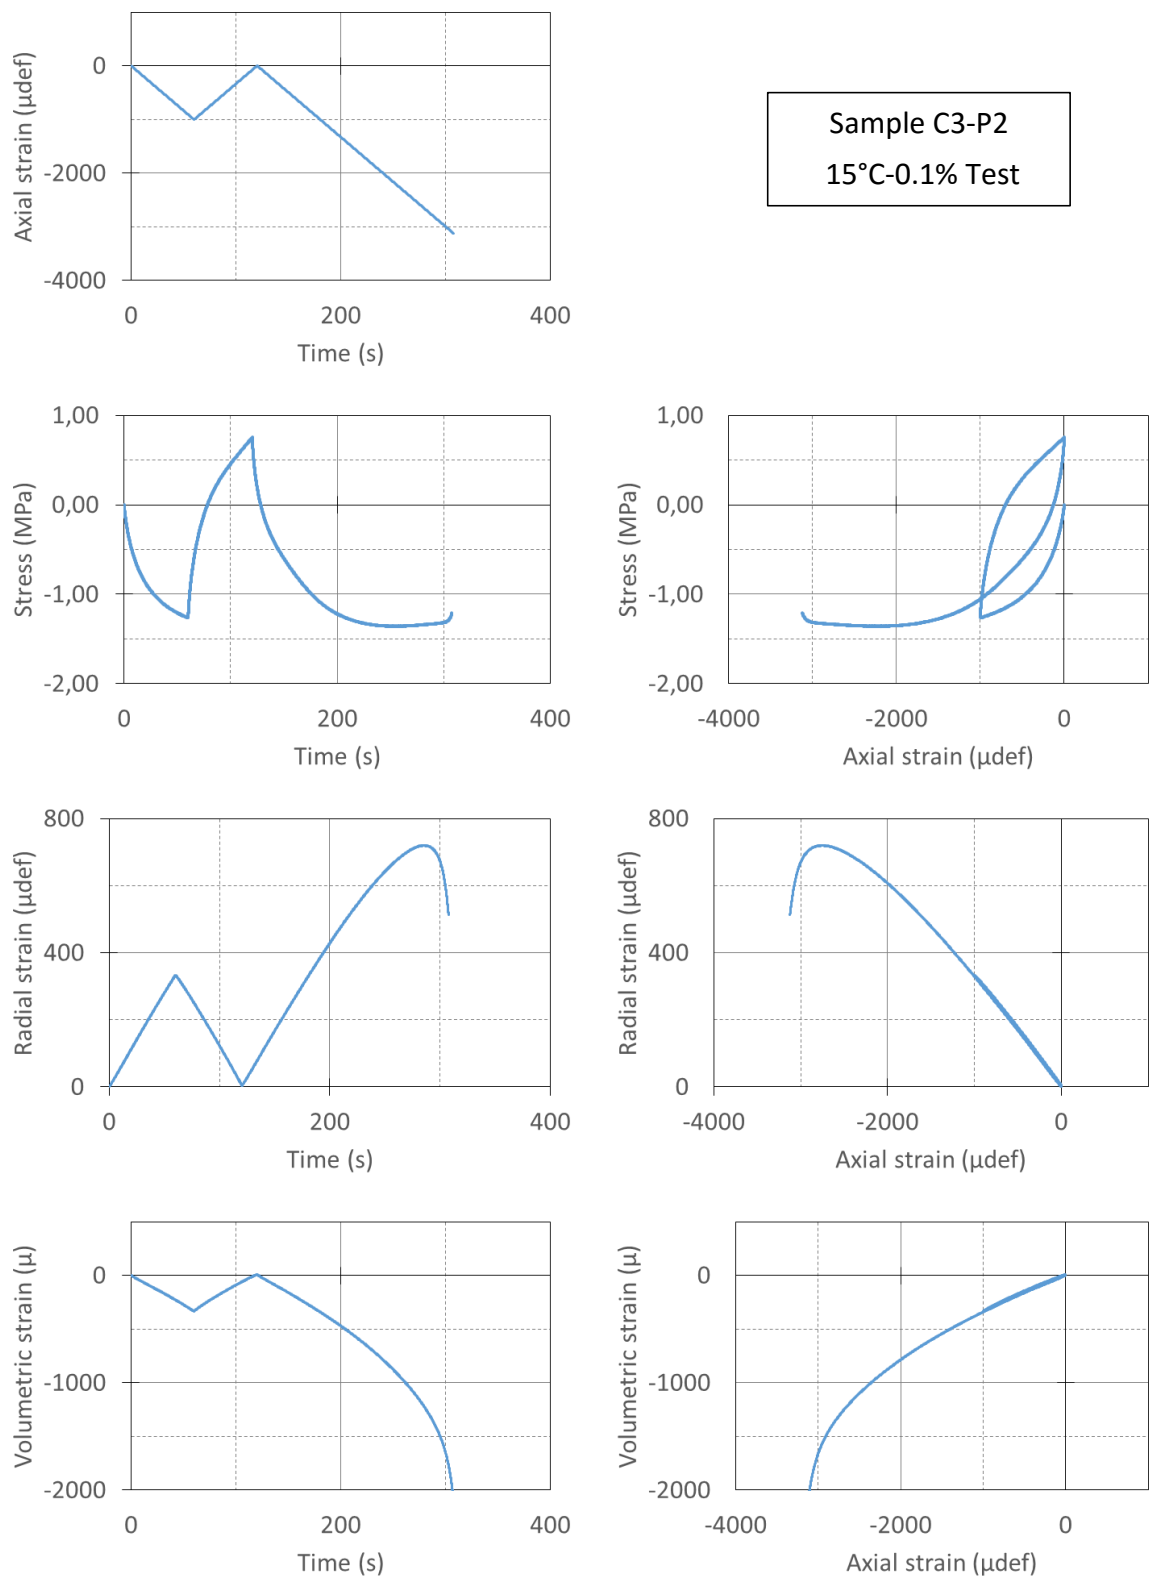 Axial strain (µdef)
0
-2000
-4000
0
200
400
Time (s)
Sample C3-P2
15°C-0.1% Test
Stress (MPa)
1,00
0,00
-1,00
-2,00
0
200
400
Time (s)
Stress (MPa)
1,00
0,00
-1,00
-2,00
-4000
-2000
0
Axial strain (µdef)
Radial strain (µdef)
800
400
0
0
200
400
Time (s)
Radial strain (µdef)
800
400
0
-4000
-2000
0
Axial strain (µdef)
Volumetric strain (µ)
0
-1000
-2000
0
200
400
Time (s)
Volumetric strain (µ)
0
-1000
-2000
-4000
-2000
0
Axial strain (µdef)